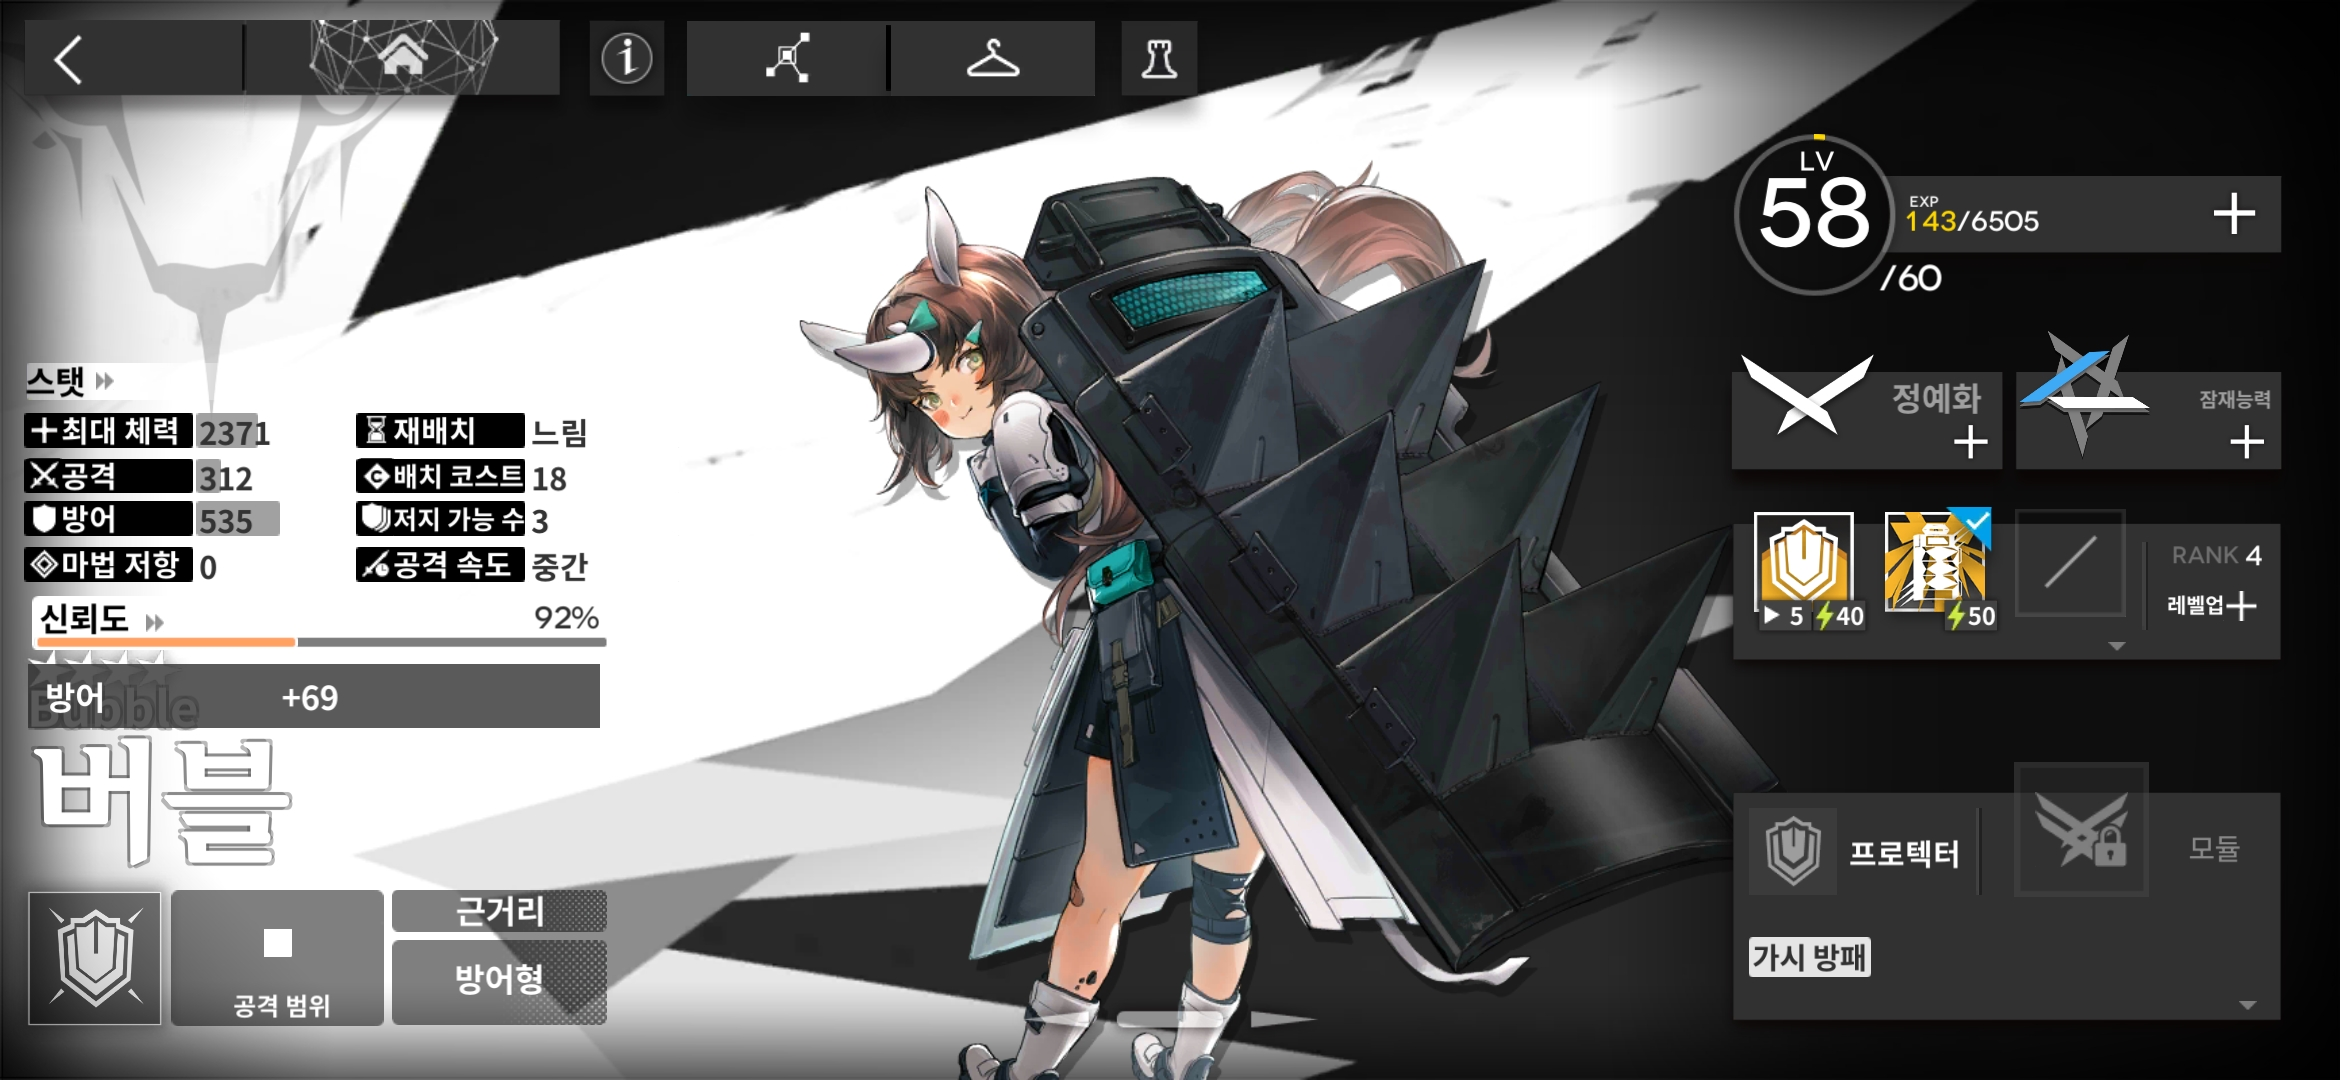 LV
58
/60
EXP
143/6505
스탯
최대 체력 2371
재배치 느림
공격 312
배치 코스트 18
방어 535
저지 가능 수 3
마법 저항 0
공격 속도 중간
신뢰도 92%
방어 +69
Bubble
버블
공격 범위
근거리
방어형
정예화
잠재능력
5 40
50
RANK 4
레벨업
프로텍터
모듈
가시 방패